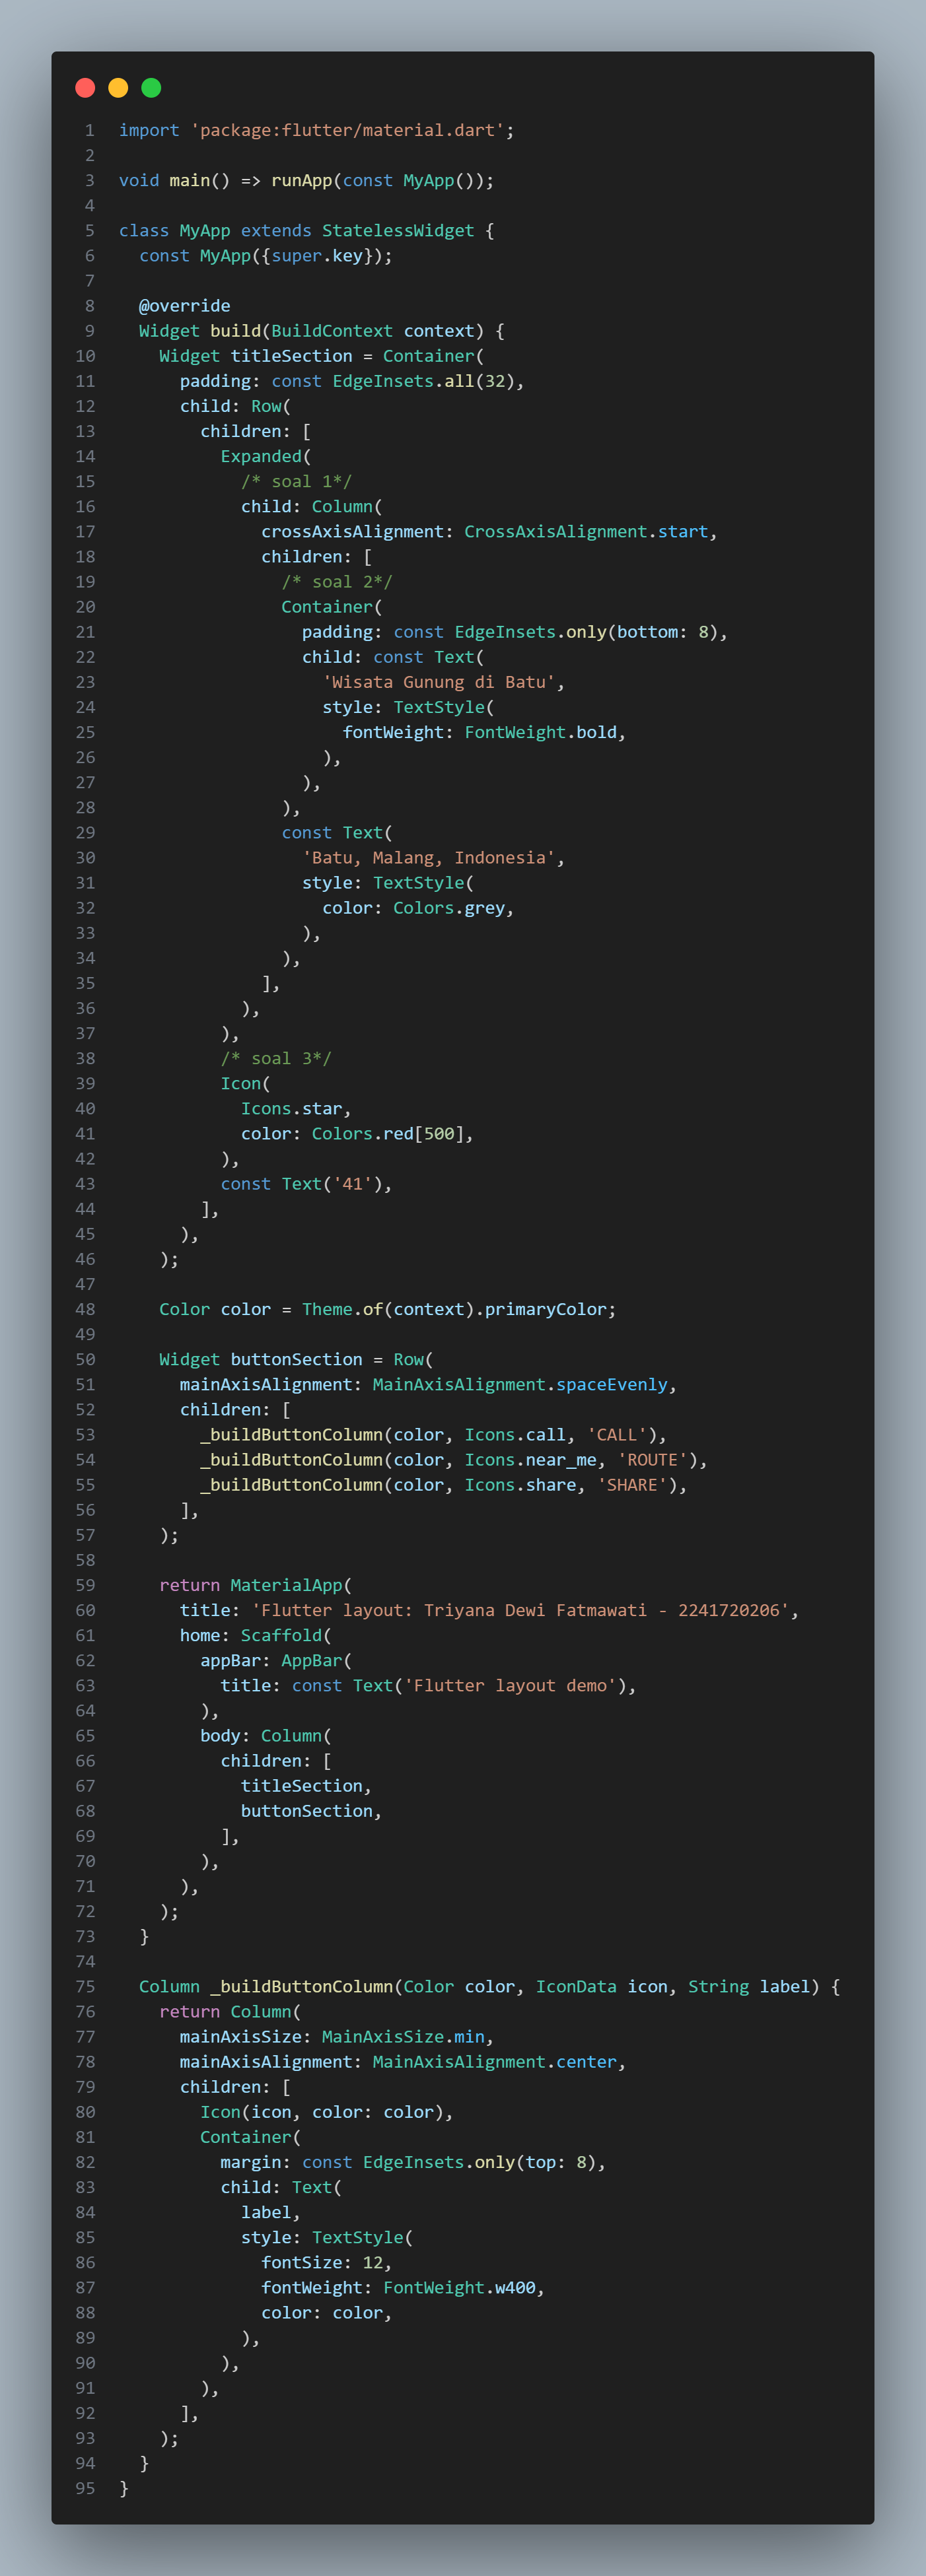 1 import 'package:flutter/material.dart';
2
3 void main() => runApp(const MyApp());
4
5 class MyApp extends StatelessWidget {
6   const MyApp({super.key});
7
8   @override
9   Widget build(BuildContext context) {
10     Widget titleSection = Container(
11       padding: const EdgeInsets.all(32),
12       child: Row(
13         children: [
14           Expanded(
15             /* soal 1*/
16             child: Column(
17               crossAxisAlignment: CrossAxisAlignment.start,
18               children: [
19                 /* soal 2*/
20                 Container(
21                   padding: const EdgeInsets.only(bottom: 8),
22                   child: const Text(
23                     'Wisata Gunung di Batu',
24                     style: TextStyle(
25                       fontWeight: FontWeight.bold,
26                     ),
27                   ),
28                 ),
29                 const Text(
30                   'Batu, Malang, Indonesia',
31                   style: TextStyle(
32                     color: Colors.grey,
33                   ),
34                 ),
35               ],
36             ),
37           ),
38           /* soal 3*/
39           Icon(
40             Icons.star,
41             color: Colors.red[500],
42           ),
43           const Text('41'),
44         ],
45       ),
46     );
47
48     Color color = Theme.of(context).primaryColor;
49
50     Widget buttonSection = Row(
51       mainAxisAlignment: MainAxisAlignment.spaceEvenly,
52       children: [
53         _buildButtonColumn(color, Icons.call, 'CALL'),
54         _buildButtonColumn(color, Icons.near_me, 'ROUTE'),
55         _buildButtonColumn(color, Icons.share, 'SHARE'),
56       ],
57     );
58
59     return MaterialApp(
60       title: 'Flutter layout: Triyana Dewi Fatmawati - 2241720206',
61       home: Scaffold(
62         appBar: AppBar(
63           title: const Text('Flutter layout demo'),
64         ),
65         body: Column(
66           children: [
67             titleSection,
68             buttonSection,
69           ],
70         ),
71       ),
72     );
73   }
74
75   Column _buildButtonColumn(Color color, IconData icon, String label) {
76     return Column(
77       mainAxisSize: MainAxisSize.min,
78       mainAxisAlignment: MainAxisAlignment.center,
79       children: [
80         Icon(icon, color: color),
81         Container(
82           margin: const EdgeInsets.only(top: 8),
83           child: Text(
84             label,
85             style: TextStyle(
86               fontSize: 12,
87               fontWeight: FontWeight.w400,
88               color: color,
89             ),
90           ),
91         ),
92       ],
93     );
94   }
95 }